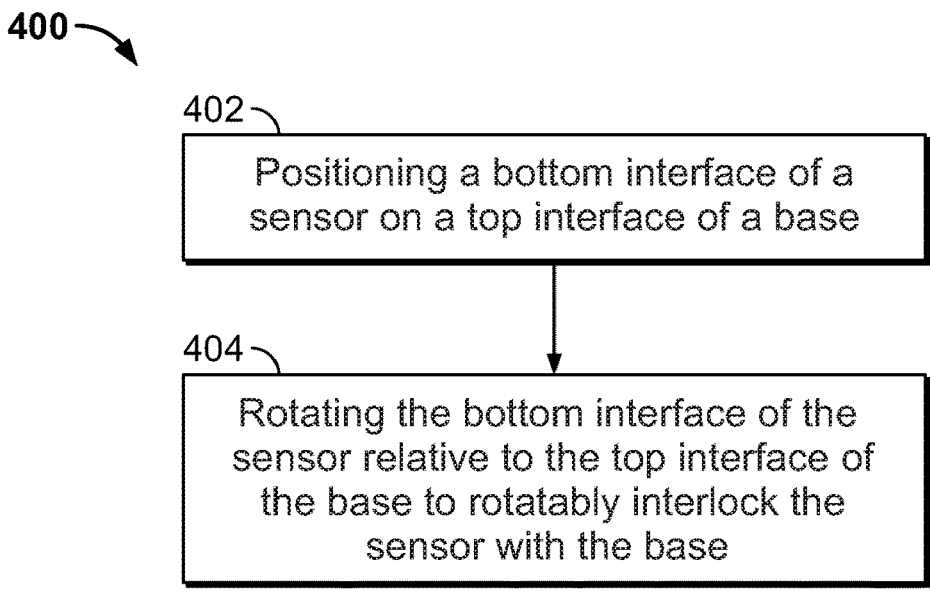 400
402
Positioning a bottom interface of a
sensor on a top interface of a base
404
Rotating the bottom interface of the
sensor relative to the top interface of
the base to rotatably interlock the
sensor with the base